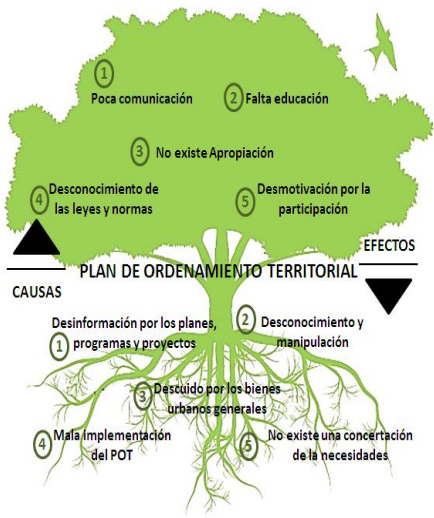 1
Poca comunicación
2 Falta educación
3 No existe Apropiación
4 Desconocimiento de
las leyes y normas
5 Desmotivación por la
participación
EFECTOS
PLAN DE ORDENAMIENTO TERRITORIAL
CAUSAS
Desinformación por los planes,
1 programas y proyectos
2 Desconocimiento y
manipulación
3 Descuido por los bienes
urbanos generales
4 Mala implementación
del POT
5 No existe una concertación
de la necesidades